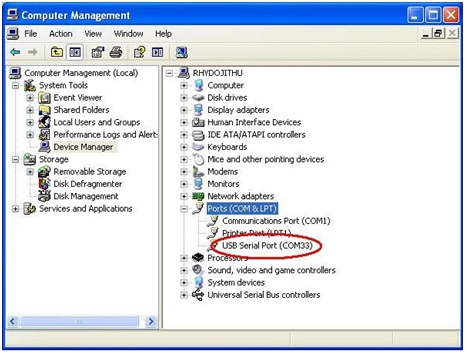 Computer Management
File Action View Window Help
Computer Management (Local)
System Tools
Event Viewer
Shared Folders
Local Users and Groups
Performance Logs and Alerts
Device Manager
Storage
Removable Storage
Disk Defragmenter
Disk Management
Services and Applications
RHYDOJITHU
Computer
Disk drives
Display adapters
Human Interface Devices
IDE ATA/ATAPI controllers
Keyboards
Mice and other pointing devices
Modems
Monitors
Network adapters
Ports (COM & LPT)
Communications Port (COM1)
Printer Port (LPT1)
USB Serial Port (COM33)
Processors
Sound, video and game controllers
System devices
Universal Serial Bus controllers